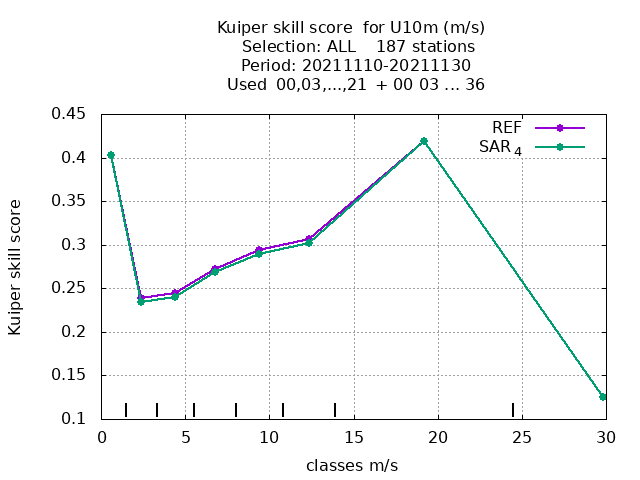 Kuiper skill score  for U10m (m/s)
Selection: ALL    187 stations
Period: 20211110-20211130
Used  00,03,...,21  + 00 03 ... 36
0.45
0.4
0.35
0.3
0.25
0.2
0.15
0.1
Kuiper skill score
REF
SAR 4
0 5 10 15 20 25 30
classes m/s